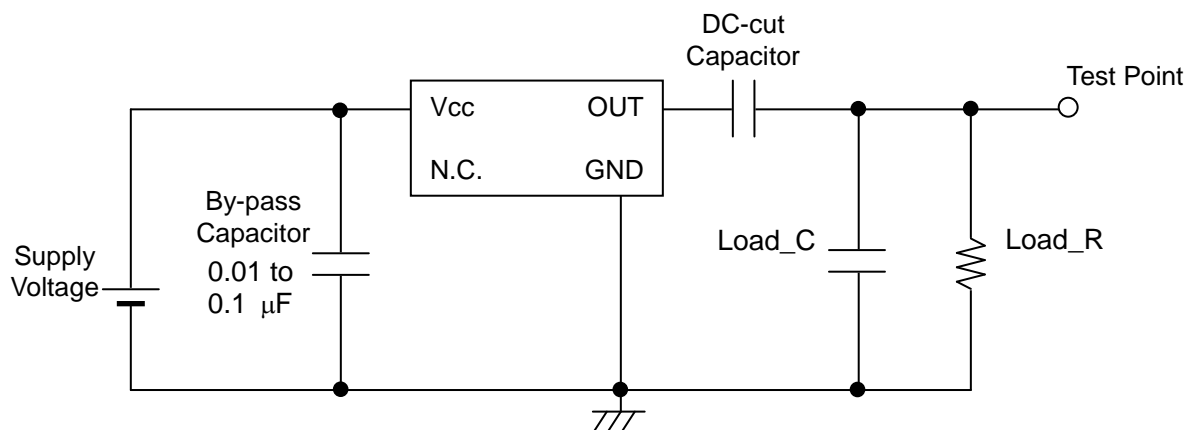 DC-cut
Capacitor
Test Point
Vcc
OUT
N.C.
GND
By-pass
Capacitor
0.01 to
0.1 μF
Supply
Voltage
Load_C
Load_R